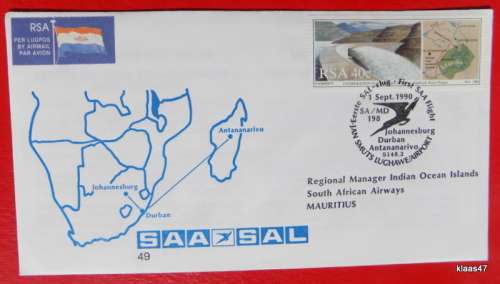 RSA
PER LUGPOS
BY AIRMAIL
PAR AVION
RSA 40c
Eerste SAL-vlug · First SAA Flight
3 Sept. 1990
SA/MD
198
Johannesburg
Durban
Antananarivo
9148.3
JAN SMUTS LUGHAWE/AIRPORT
Antananarivo
Johannesburg
Durban
Regional Manager Indian Ocean Islands
South African Airways
MAURITIUS
SAA SAL
49
klaas47